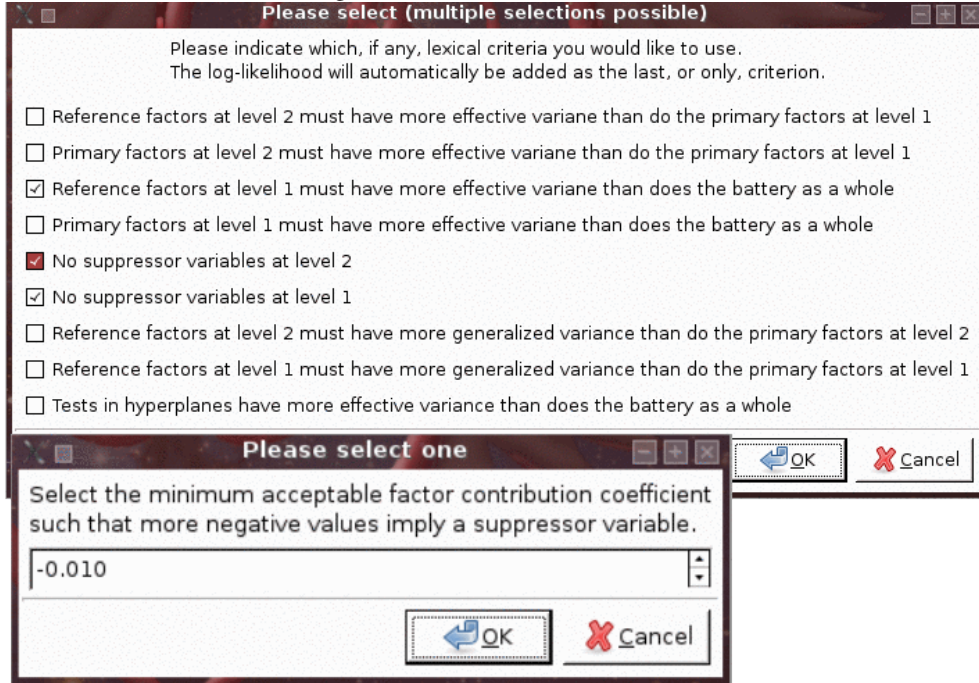 Please select (multiple selections possible)
Please indicate which, if any, lexical criteria you would like to use.
The log-likelihood will automatically be added as the last, or only, criterion.
Reference factors at level 2 must have more effective variane than do the primary factors at level 1
Primary factors at level 2 must have more effective variane than do the primary factors at level 1
Reference factors at level 1 must have more effective variane than does the battery as a whole
Primary factors at level 1 must have more effective variane than does the battery as a whole
No suppressor variables at level 2
No suppressor variables at level 1
Reference factors at level 2 must have more generalized variance than do the primary factors at level 2
Reference factors at level 1 must have more generalized variance than do the primary factors at level 1
Tests in hyperplanes have more effective variance than does the battery as a whole
OK Cancel
Please select one
Select the minimum acceptable factor contribution coefficient
such that more negative values imply a suppressor variable.
-0.010
OK Cancel